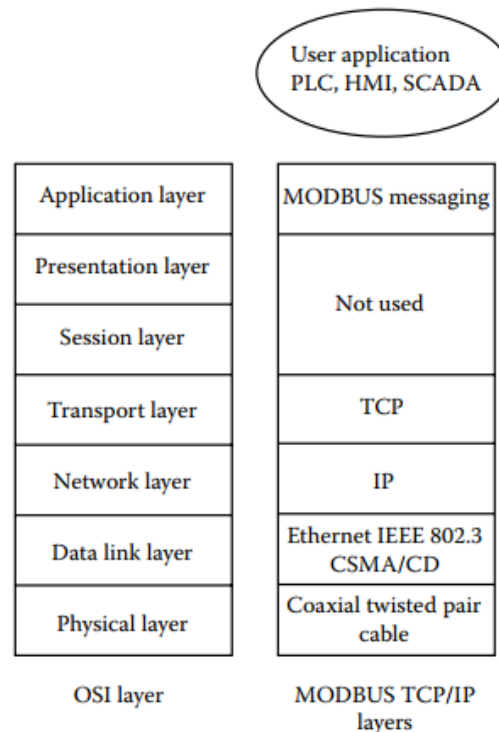 User application
PLC, HMI, SCADA
Application layer
MODBUS messaging
Presentation layer
Not used
Session layer
Transport layer
TCP
Network layer
IP
Data link layer
Ethernet IEEE 802.3
CSMA/CD
Physical layer
Coaxial twisted pair
cable
OSI layer
MODBUS TCP/IP
layers